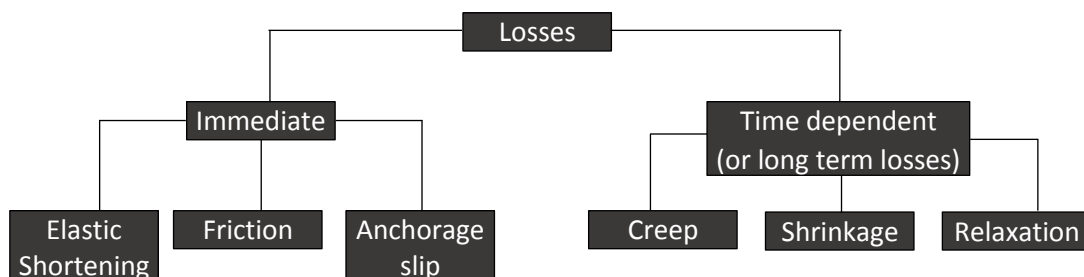 Losses
Immediate
Time dependent
(or long term losses)
Elastic
Shortening
Friction
Anchorage
slip
Creep
Shrinkage
Relaxation